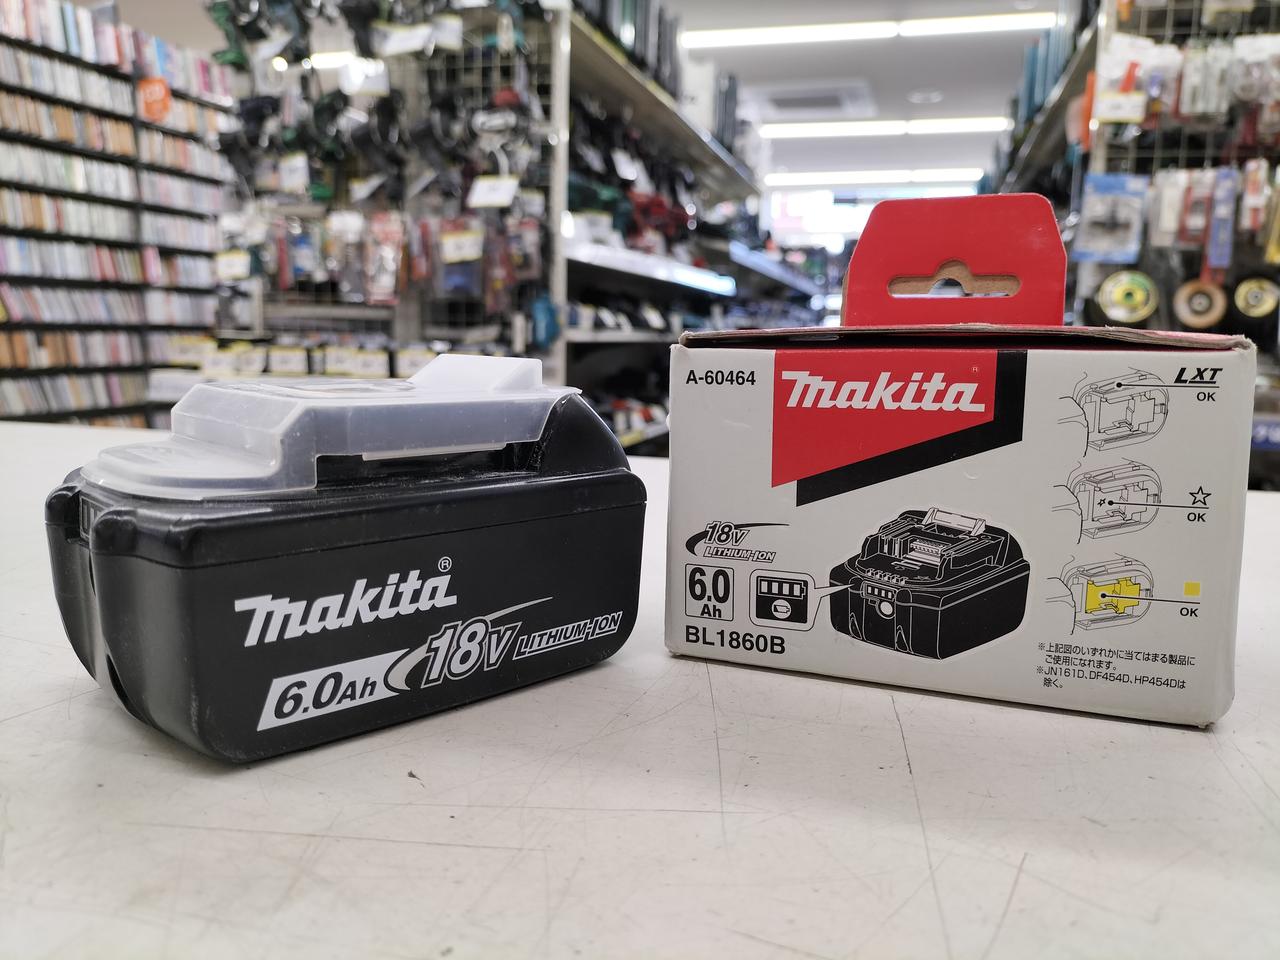 makita®
18V LITHIUM-ION
6.0Ah
A-60464
makita®
LXT
OK
☆
OK
OK
18V
LITHIUM-ION
6.0
Ah
BL1860B
※上記図のいずれかに当てはまる製品に
ご使用になれます。
※JN161D、DF454D、HP454Dは
除く。